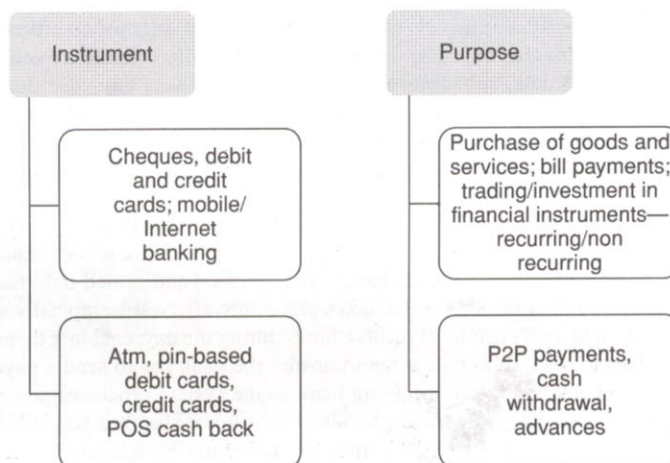 Instrument
Cheques, debit
and credit
cards; mobile/
Internet
banking
Atm, pin-based
debit cards,
credit cards,
POS cash back
Purpose
Purchase of goods and
services; bill payments;
trading/investment in
financial instruments—
recurring/non
recurring
P2P payments,
cash
withdrawal,
advances